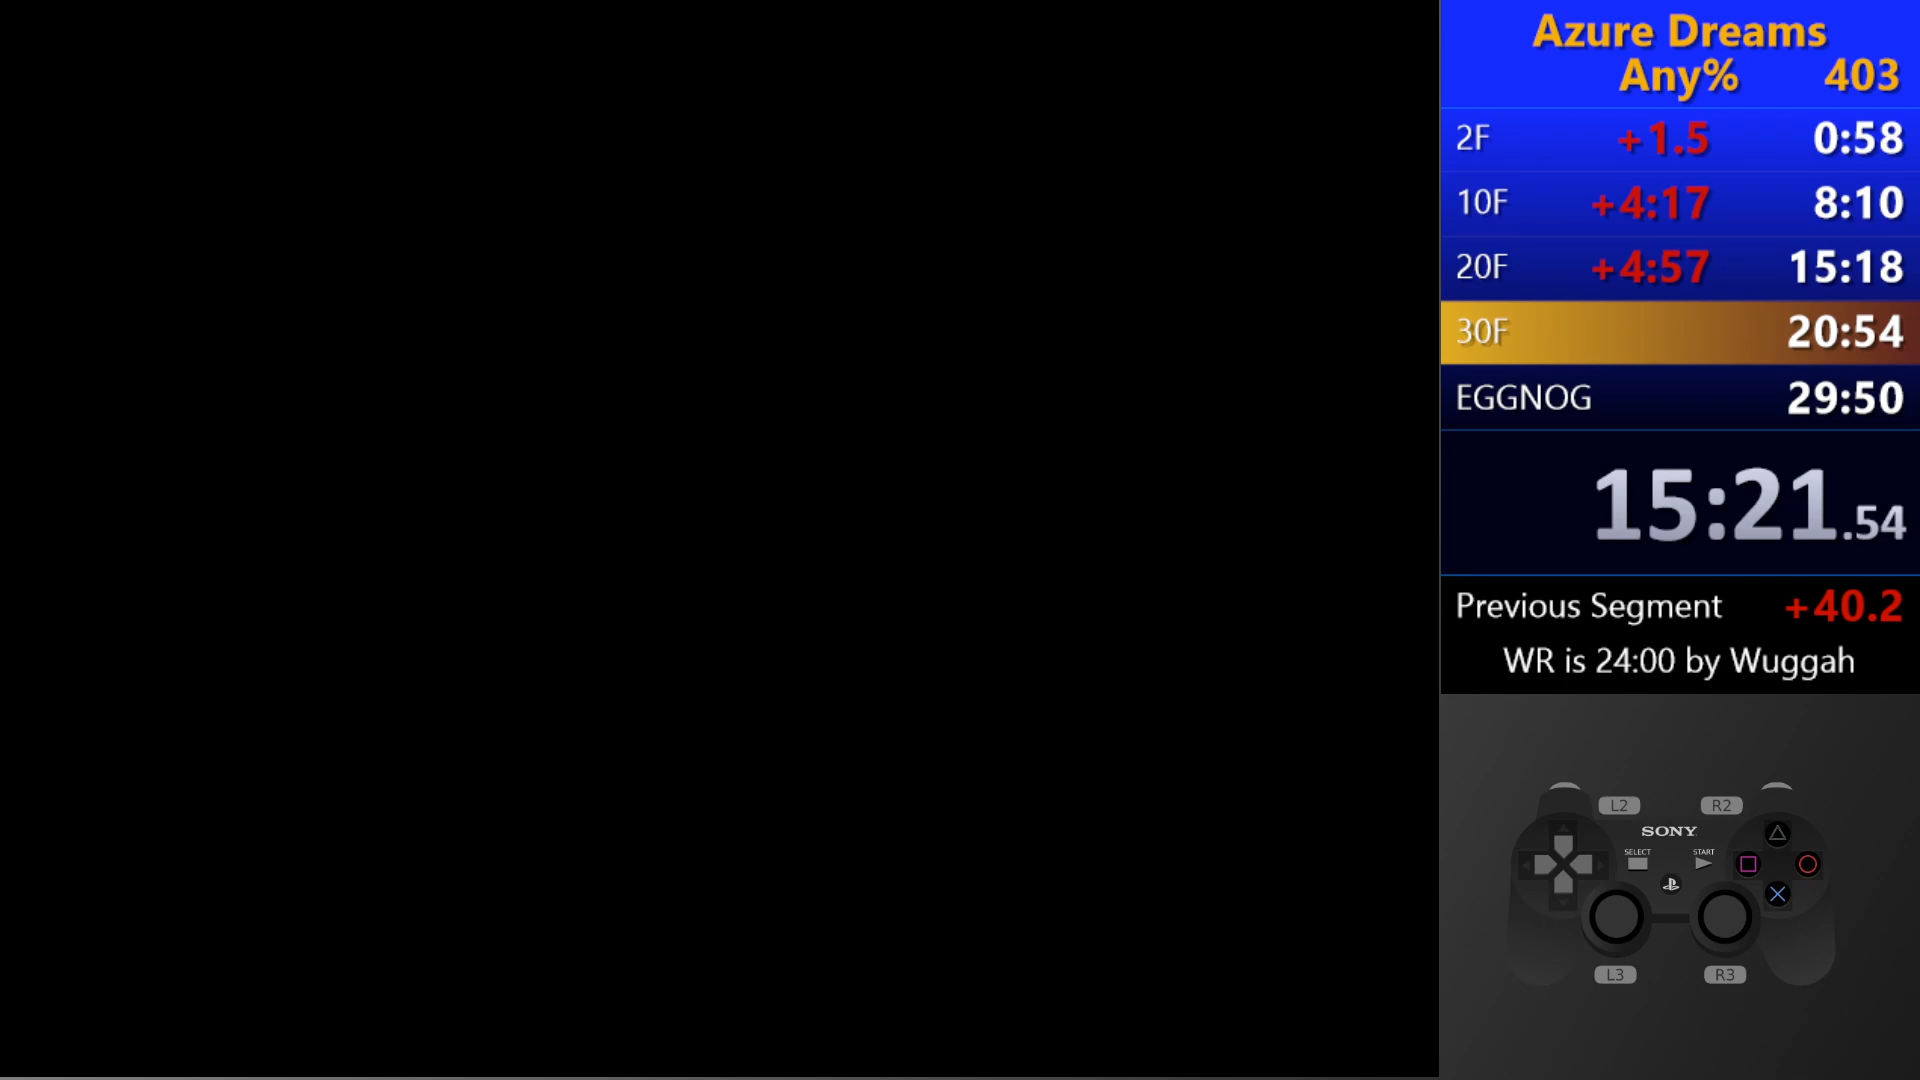 Azure Dreams
Any% 403
2F +1.5 0:58
10F +4:17 8:10
20F +4:57 15:18
30F 20:54
EGGNOG 29:50
15:21.54
Previous Segment +40.2
WR is 24:00 by Wuggah
L2 R2
SONY
SELECT START
L3 R3